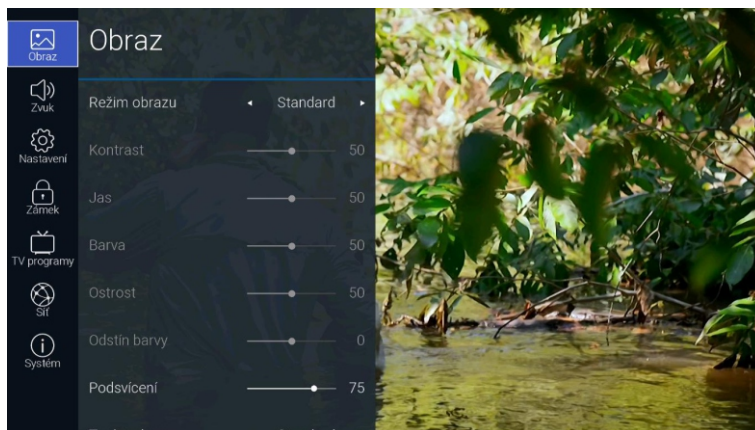 Obraz
Zvuk
Nastavení
Zámek
TV programy
Síť
Systém
Obraz
Režim obrazu Standard
Kontrast 50
Jas 50
Barva 50
Ostrost 50
Odstín barvy 0
Podsvícení 75